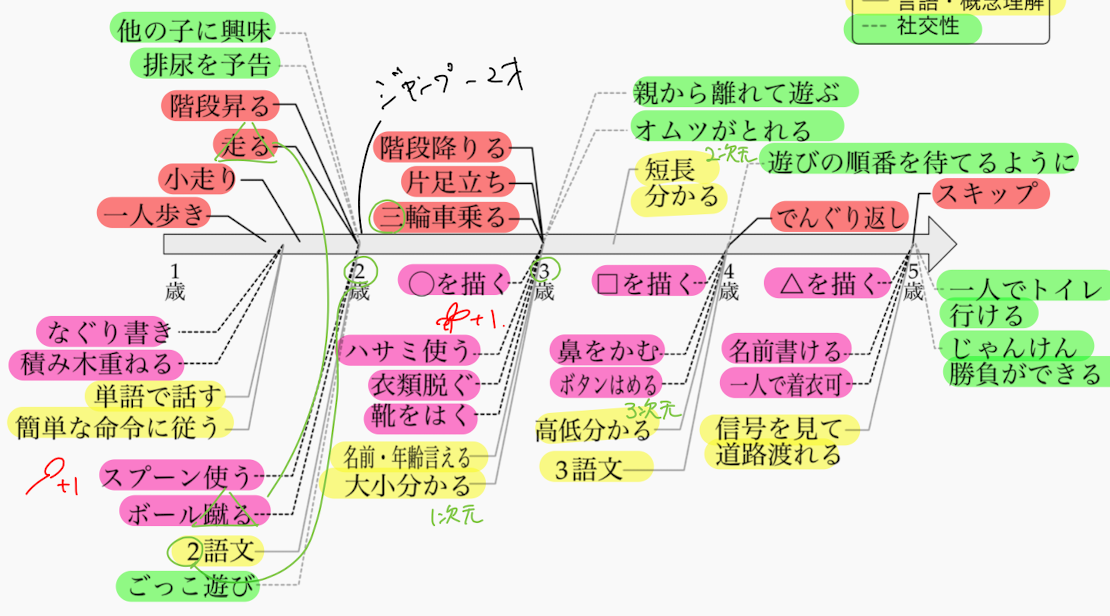 言語・概念理解
社交性
他の子に興味
排尿を予告
階段昇る
走る
小走り
一人歩き
ジャンプ-2才
階段降りる
片足立ち
三輪車乗る
親から離れて遊ぶ
オムツがとれる
2次元
短長
分かる
遊びの順番を待てるように
でんぐり返し
スキップ
1
歳
2
歳
3
歳
4
歳
5
歳
○を描く
□を描く
△を描く
一人でトイレ
行ける
じゃんけん
勝負ができる
なぐり書き
積み木重ねる
単語で話す
簡単な命令に従う
+1
スプーン使う
ボール蹴る
2語文
ごっこ遊び
+1
ハサミ使う
衣類脱ぐ
靴をはく
名前・年齢言える
大小分かる
1次元
鼻をかむ
ボタンはめる
3次元
高低分かる
3語文
名前書ける
一人で着衣可
信号を見て
道路渡れる